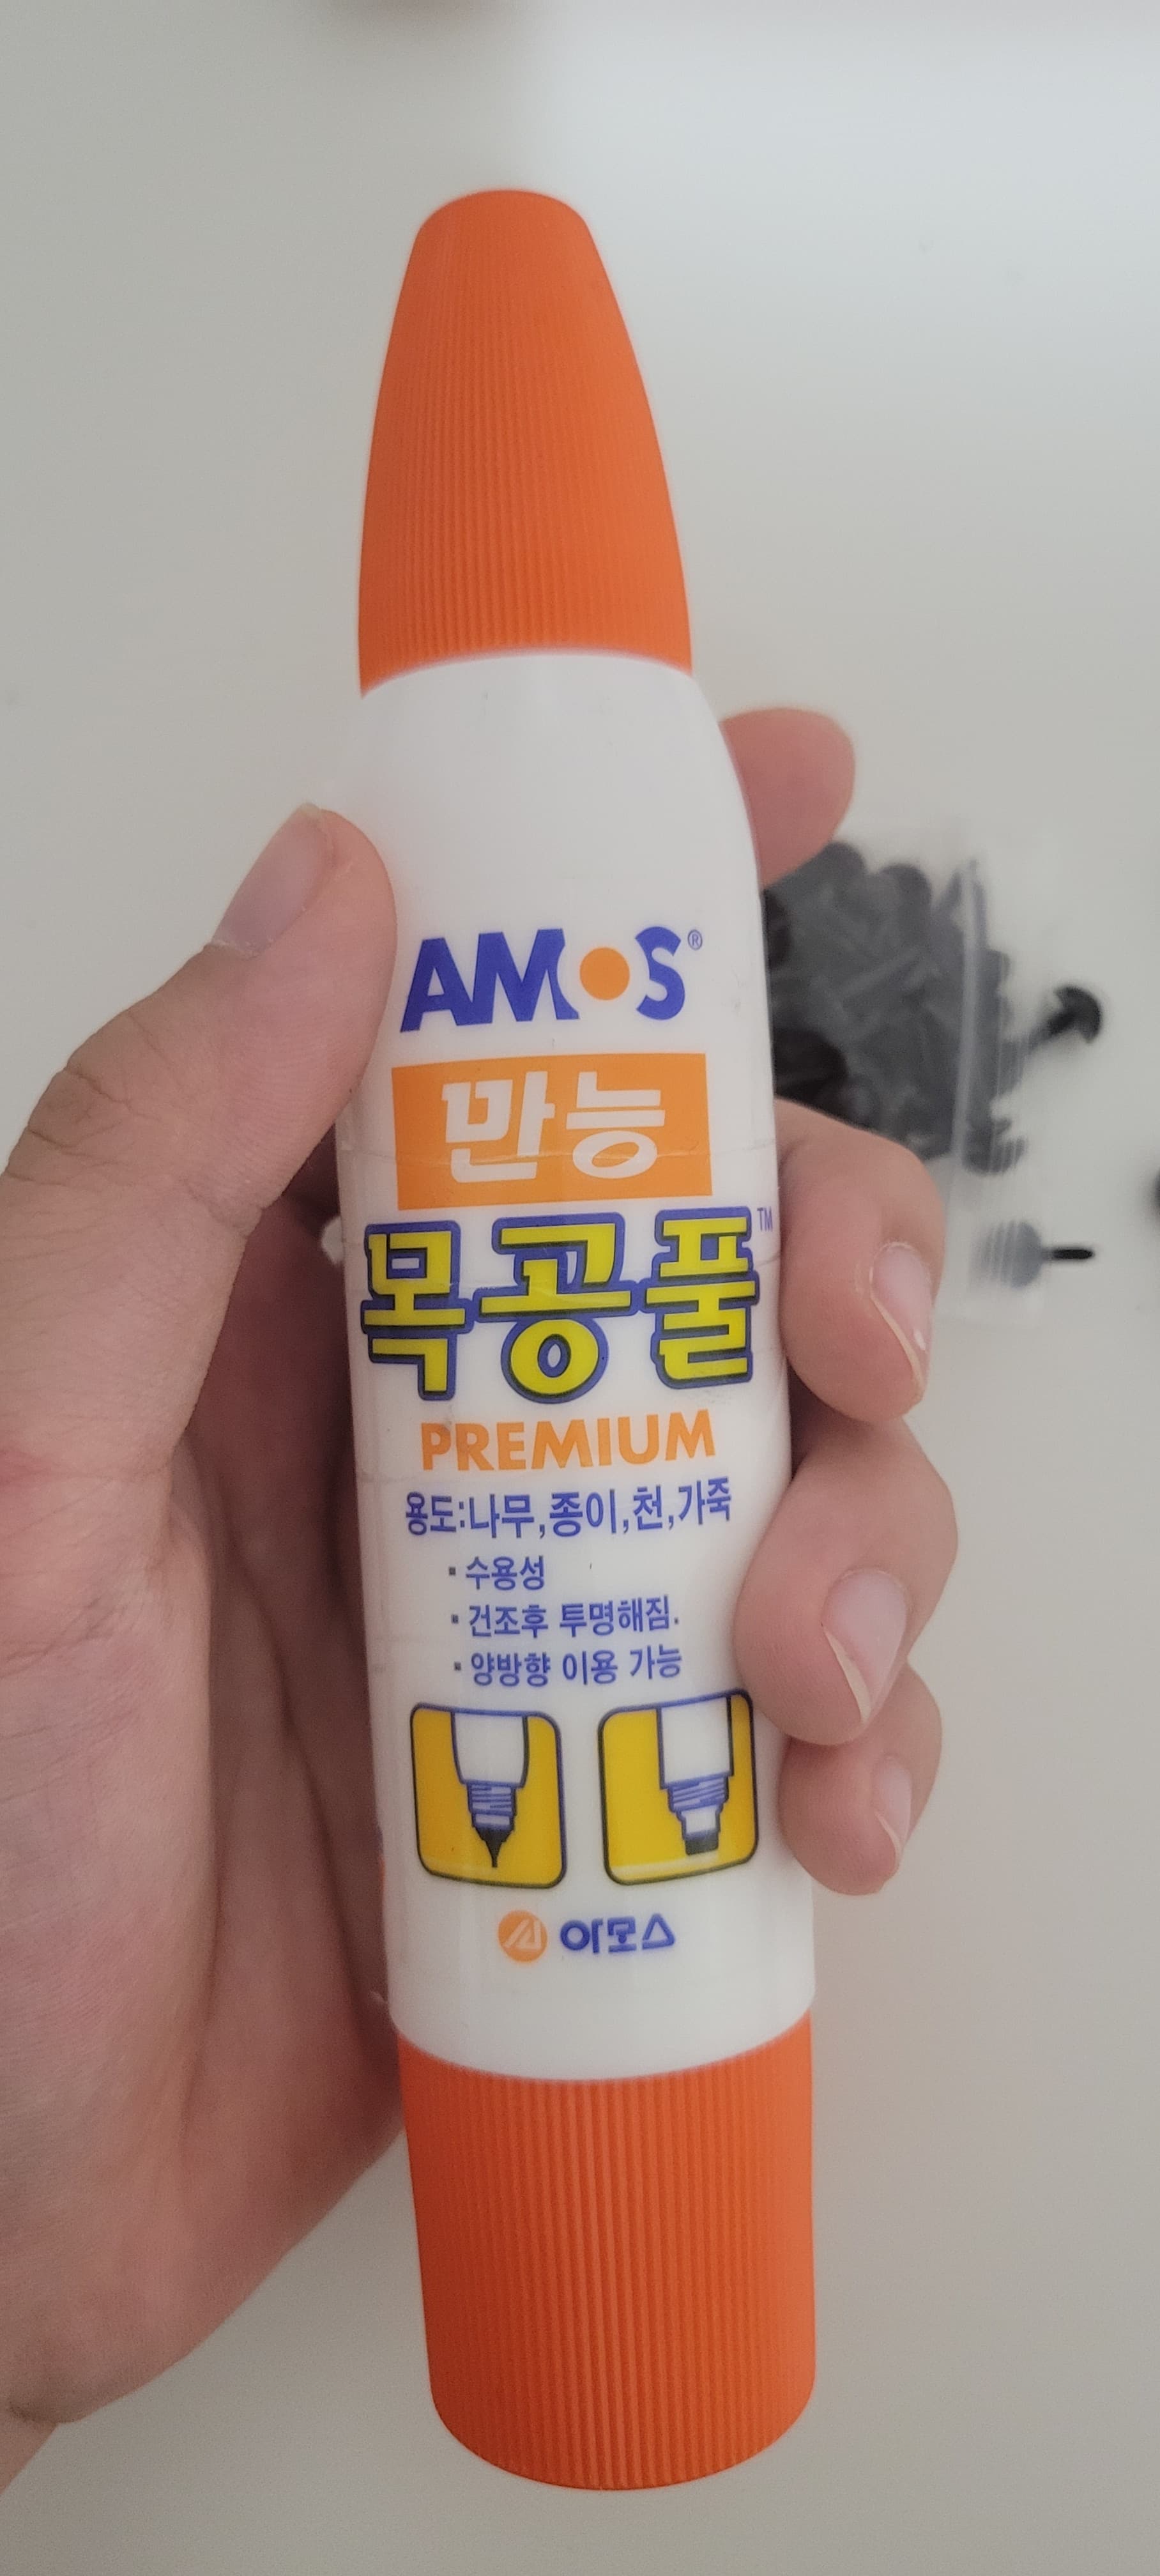 AMOS®
만능
목공풀™
PREMIUM
용도:나무,종이,천,가죽
▪ 수용성
▪ 건조후 투명해짐.
▪ 양방향 이용 가능
아모스